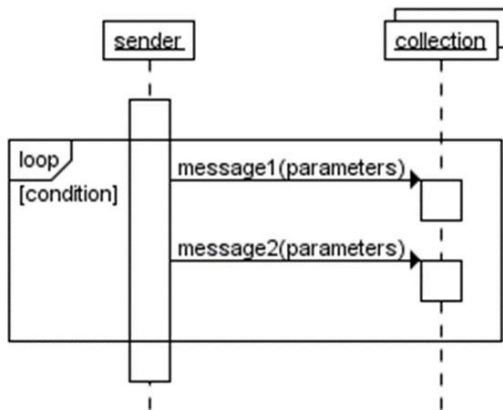 sender
collection
loop
message1(parameters)
[condition]
message2(parameters)